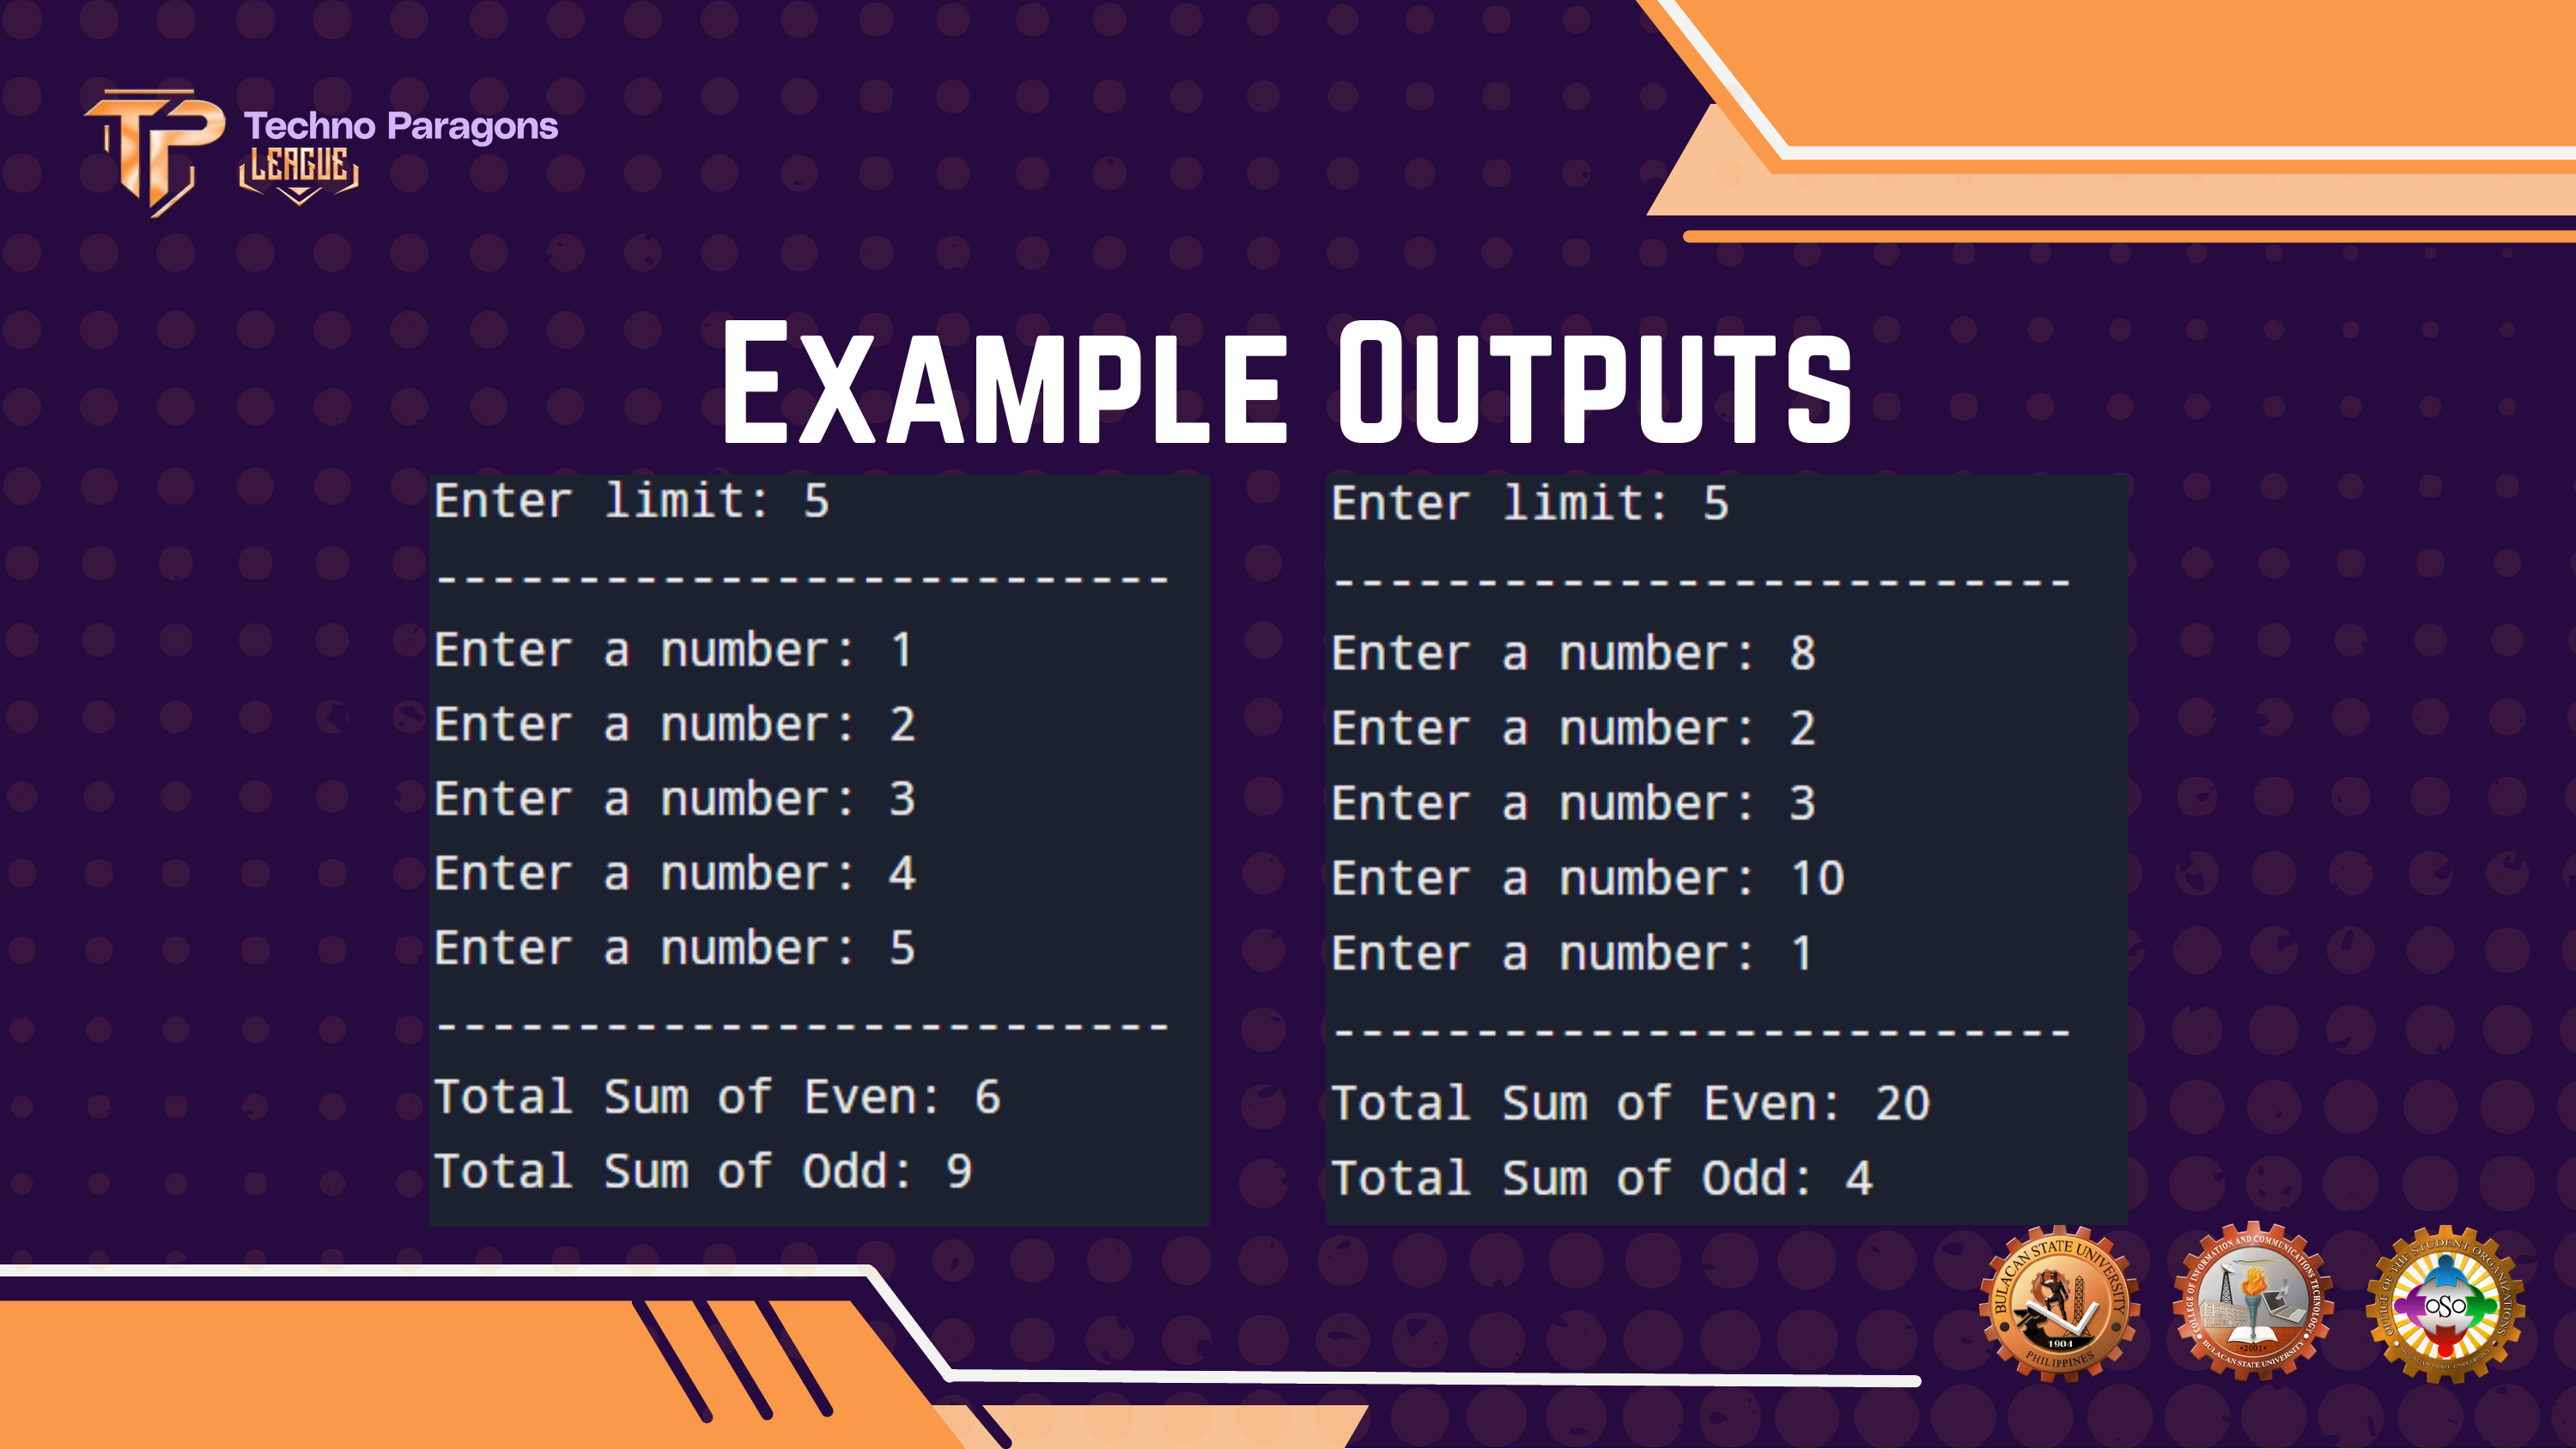 TP
Techno Paragons
LEAGUE
EXAMPLE OUTPUTS
Enter limit: 5
--------------------------
Enter a number: 1
Enter a number: 2
Enter a number: 3
Enter a number: 4
Enter a number: 5
--------------------------
Total Sum of Even: 6
Total Sum of Odd: 9
Enter limit: 5
--------------------------
Enter a number: 8
Enter a number: 2
Enter a number: 3
Enter a number: 10
Enter a number: 1
--------------------------
Total Sum of Even: 20
Total Sum of Odd: 4
BULACAN STATE UNIVERSITY
1904
PHILIPPINES
COLLEGE OF INFORMATION AND COMMUNICATIONS TECHNOLOGY
•2001•
BULACAN STATE UNIVERSITY
OFFICE OF THE STUDENT ORGANIZATIONS
OSO
BULACAN STATE UNIVERSITY